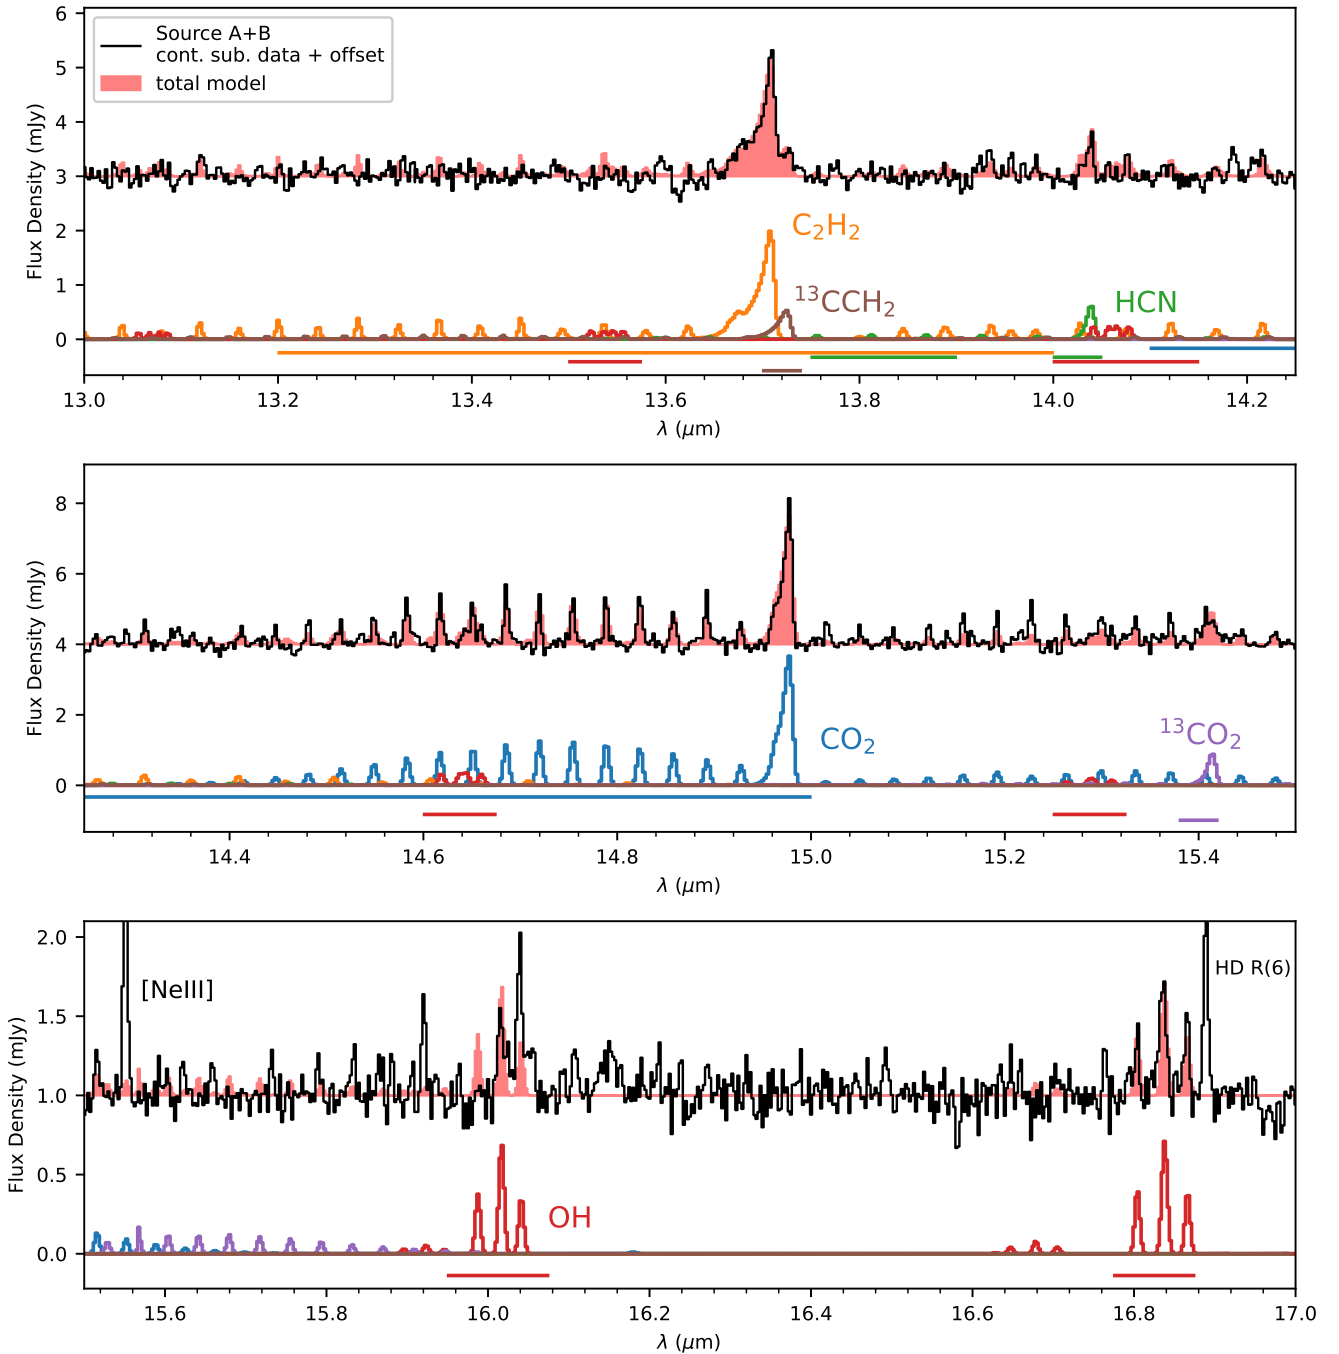 6
5
4
3
2
1
0
Flux Density (mJy)
Source A+B
cont. sub. data + offset
total model
C₂H₂
¹³CCH₂
HCN
13.0 13.2 13.4 13.6 13.8 14.0 14.2
λ (μm)
8
6
4
2
0
Flux Density (mJy)
CO₂
¹³CO₂
14.4 14.6 14.8 15.0 15.2 15.4
λ (μm)
2.0
1.5
1.0
0.5
0.0
Flux Density (mJy)
[NeIII]
HD R(6)
OH
15.6 15.8 16.0 16.2 16.4 16.6 16.8 17.0
λ (μm)